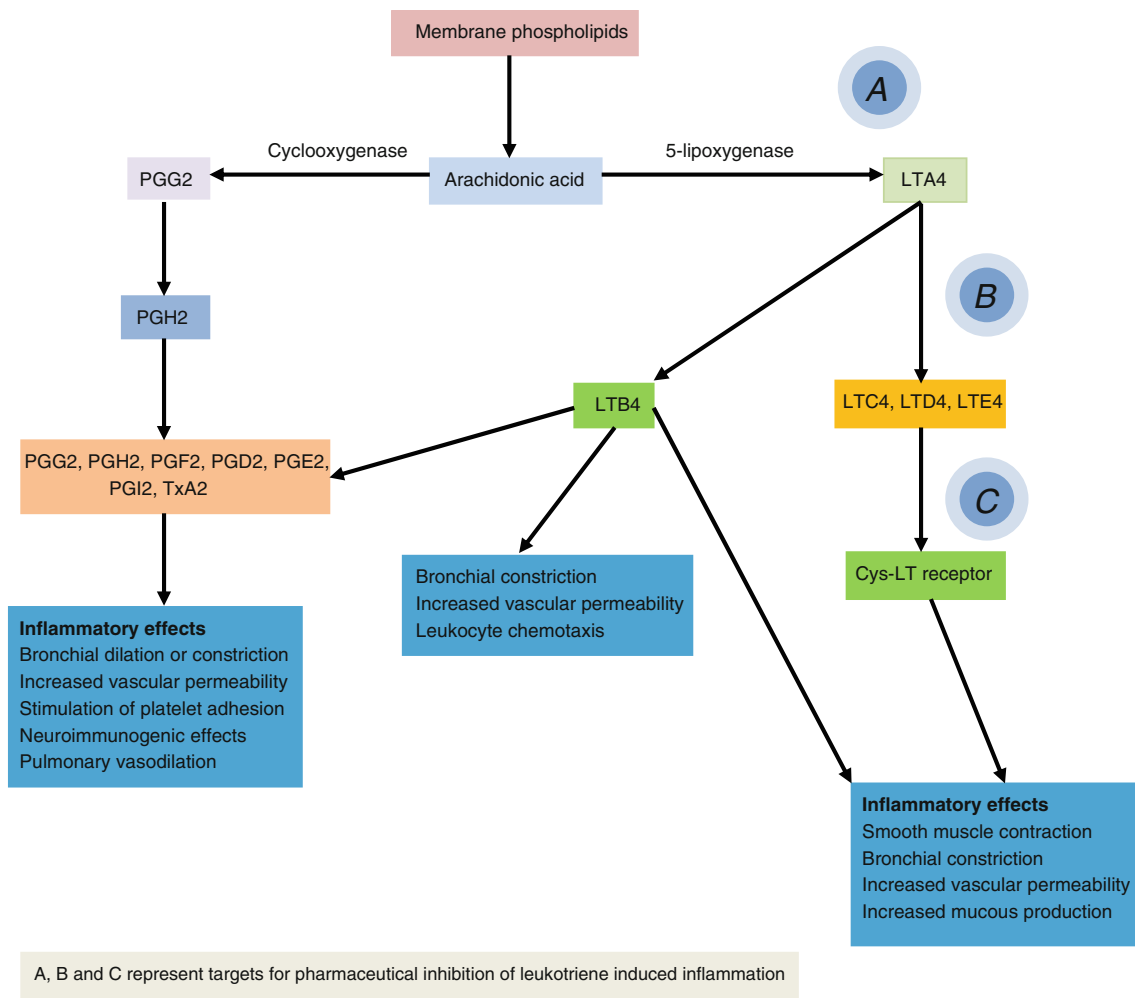 Membrane phospholipids
A
Cyclooxygenase
5-lipoxygenase
PGG2
Arachidonic acid
LTA4
B
PGH2
LTB4
LTC4, LTD4, LTE4
PGG2, PGH2, PGF2, PGD2, PGE2,
PGI2, TxA2
C
Cys-LT receptor
Bronchial constriction
Increased vascular permeability
Leukocyte chemotaxis
Inflammatory effects
Bronchial dilation or constriction
Increased vascular permeability
Stimulation of platelet adhesion
Neuroimmunogenic effects
Pulmonary vasodilation
Inflammatory effects
Smooth muscle contraction
Bronchial constriction
Increased vascular permeability
Increased mucous production
A, B and C represent targets for pharmaceutical inhibition of leukotriene induced inflammation